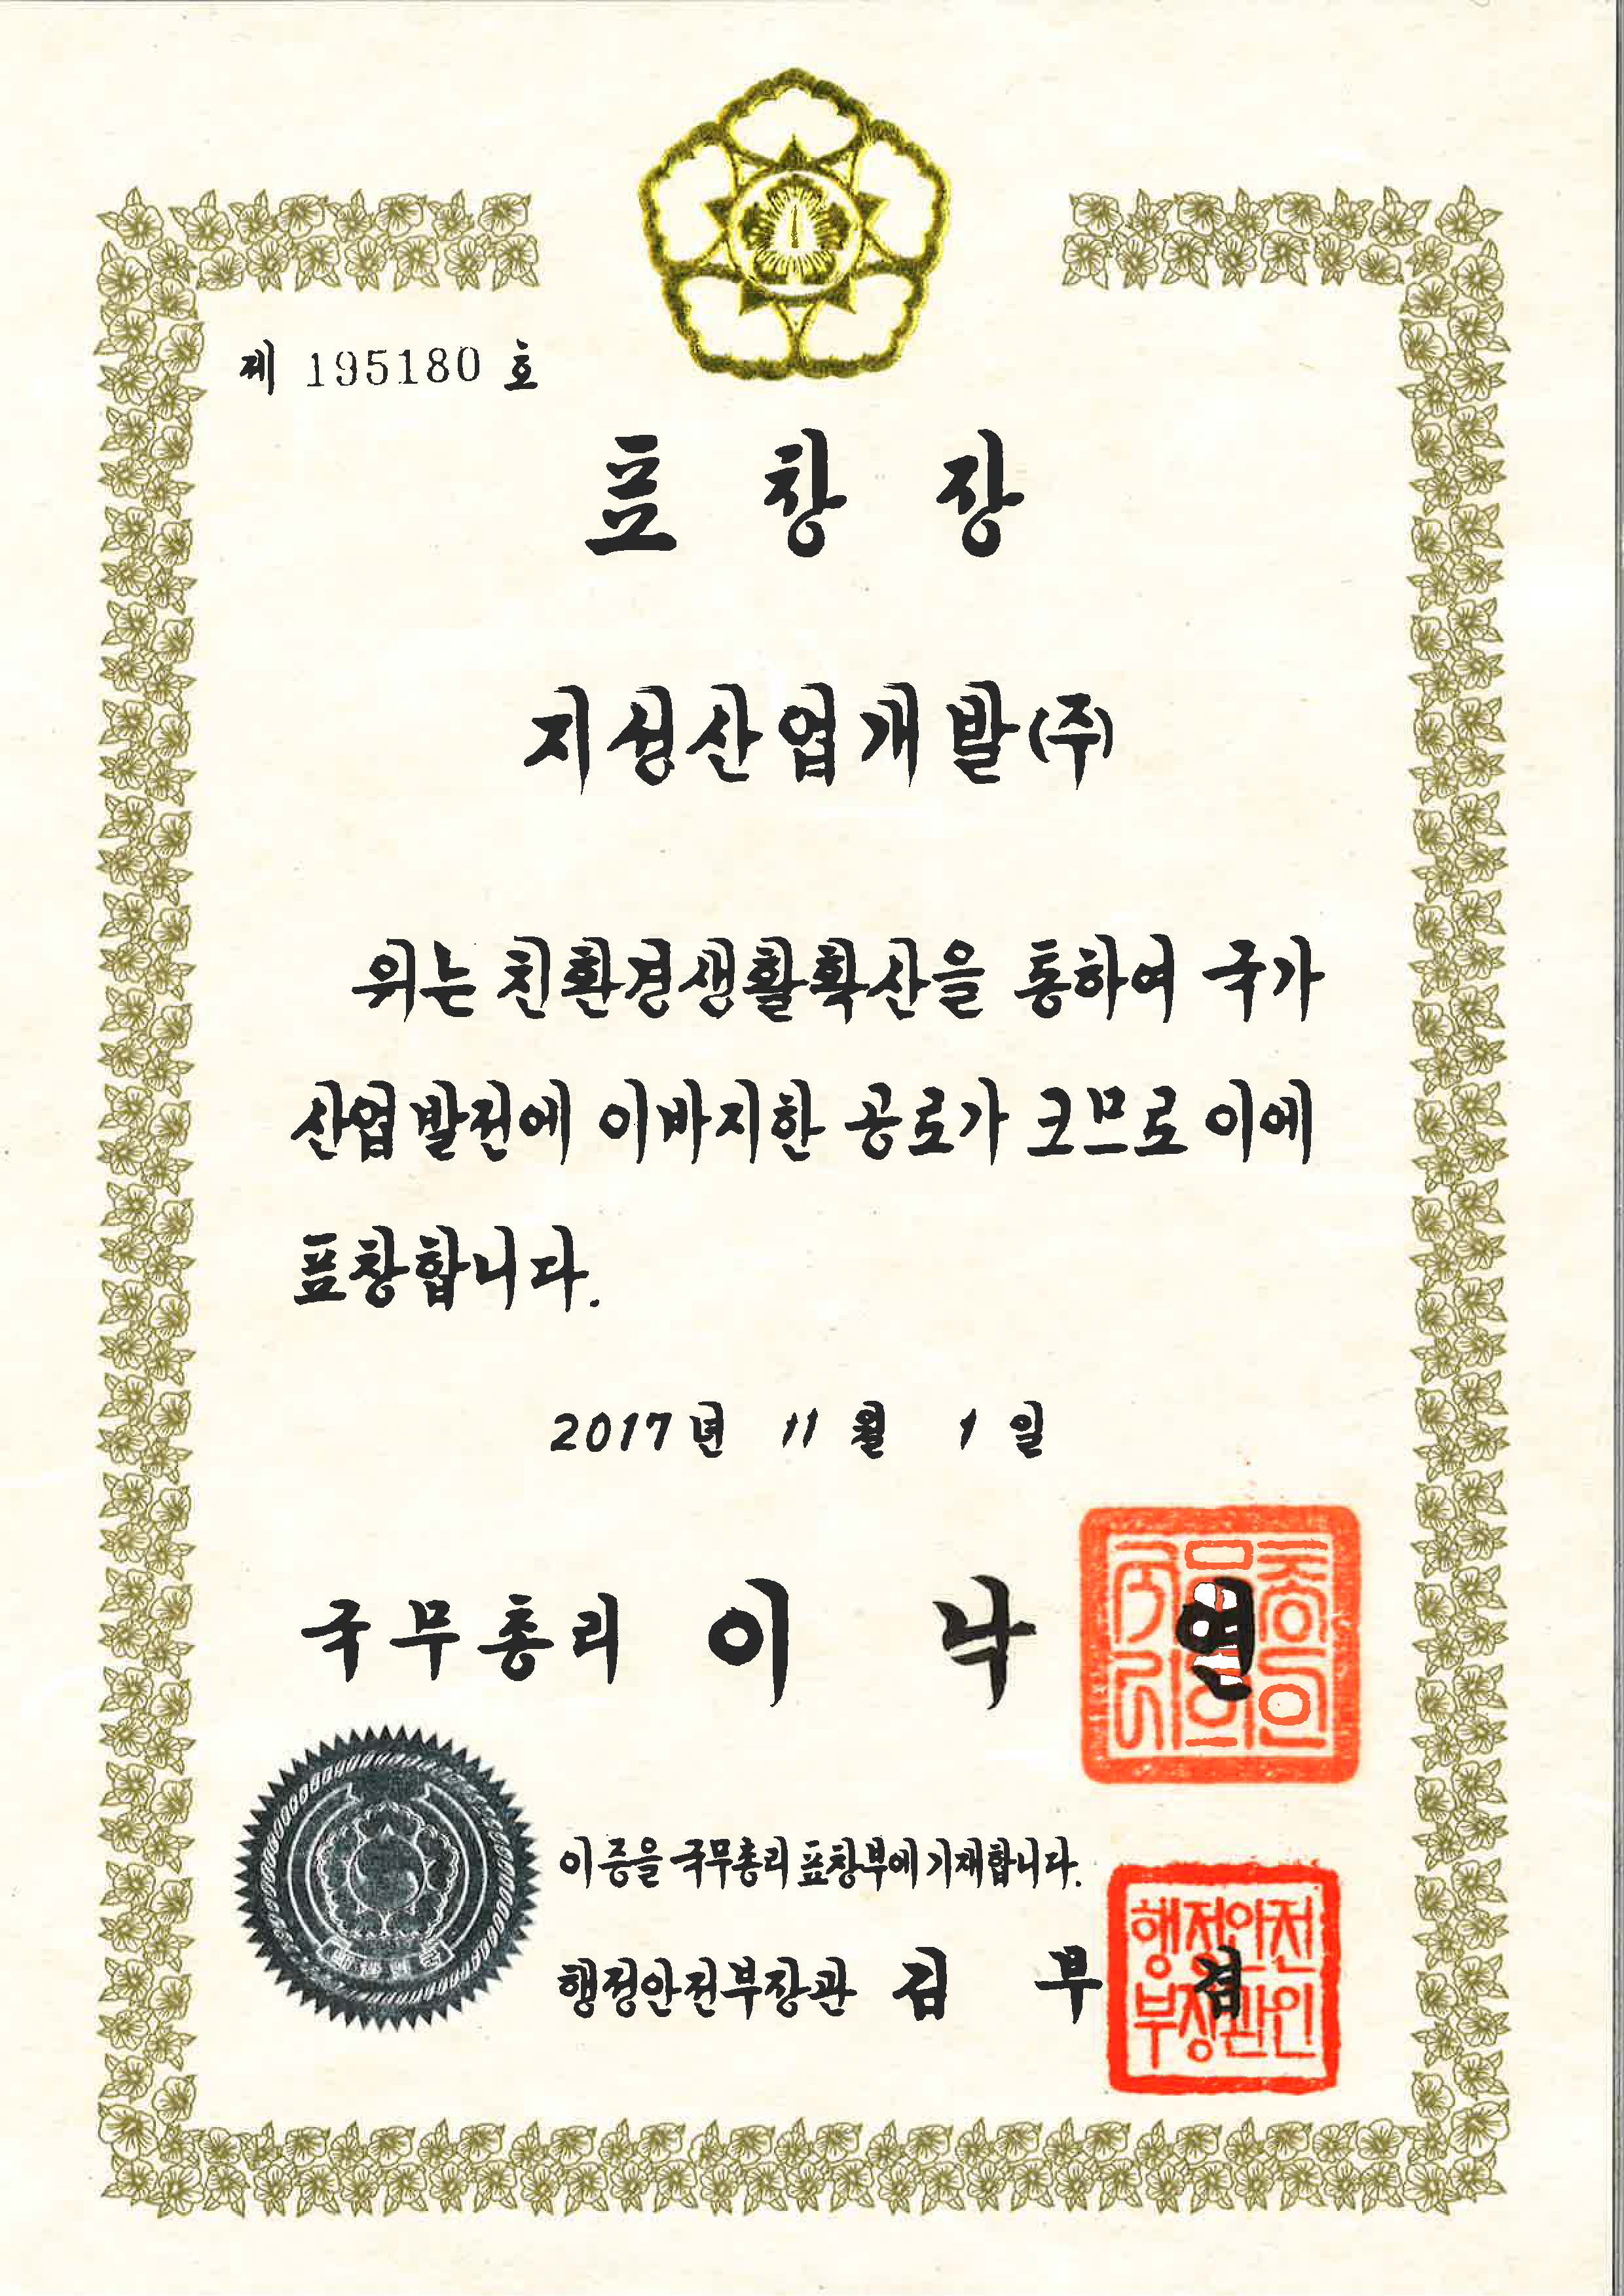 제 195180 호
표 창 장
지성산업개발(주)
위는 친환경생활확산을 통하여 국가
산업발전에 이바지한 공로가 크므로 이에
표창합니다.
2017년 11월 1일
국무총리 이 낙 연
이 증을 국무총리 표창부에 기재합니다.
행정안전부장관 김 부 겸
행정안전
부장관인